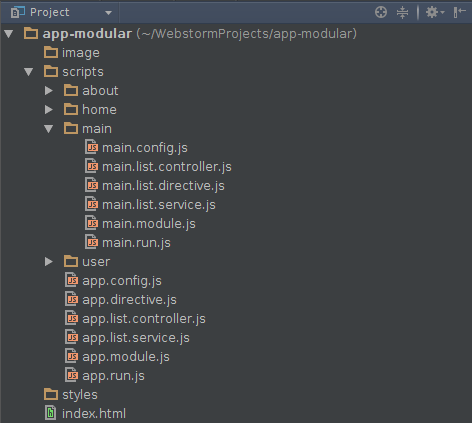 Project
app-modular (~/WebstormProjects/app-modular)
image
scripts
about
home
main
main.config.js
main.list.controller.js
main.list.directive.js
main.list.service.js
main.module.js
main.run.js
user
app.config.js
app.directive.js
app.list.controller.js
app.list.service.js
app.module.js
app.run.js
styles
index.html